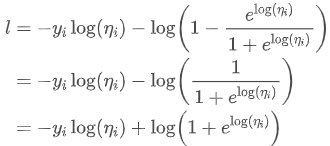 l = −y_i log(η_i) − log(1 − e^{log(η_i)} / (1 + e^{log(η_i)}))
= −y_i log(η_i) − log(1 / (1 + e^{log(η_i)}))
= −y_i log(η_i) + log(1 + e^{log(η_i)})